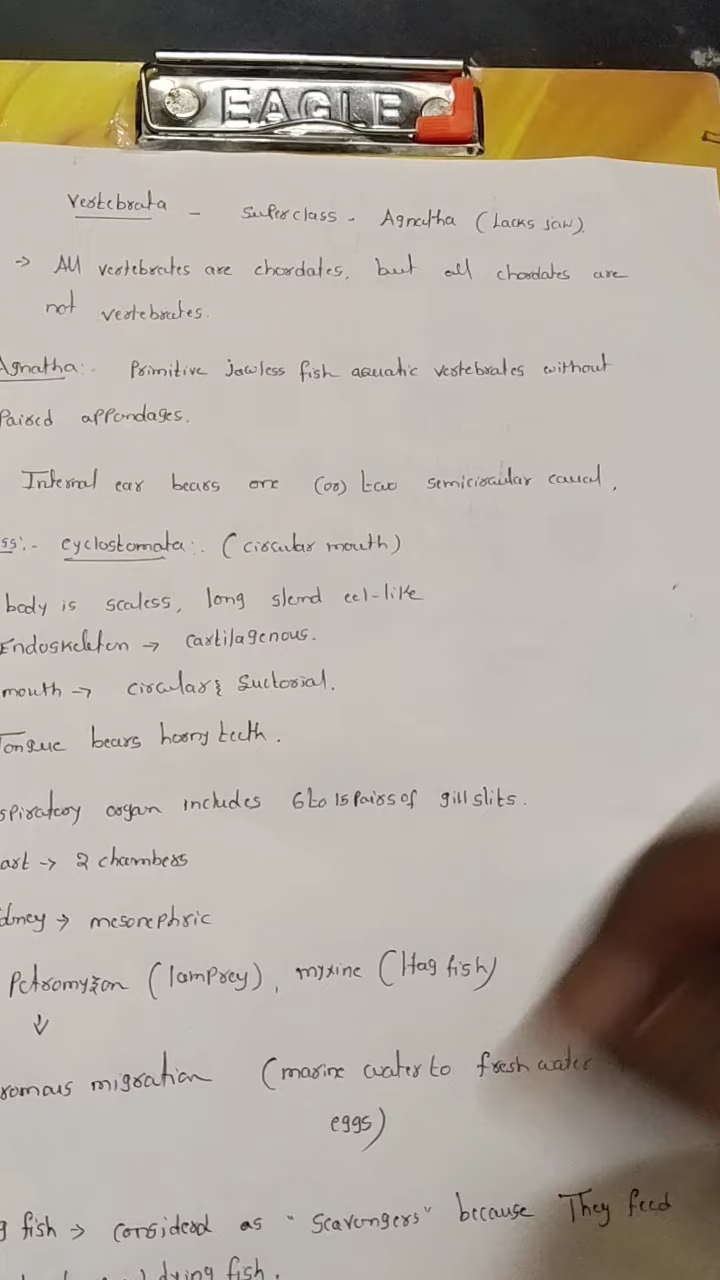 EAGLE
Vertebrata - Superclass - Agnatha (Lacks jaw)
→ All vertebrates are chordates, but all chordates are
not vertebrates.
Agnatha:- Primitive jawless fish aquatic vertebrates without
Paired appendages.
Internal ear bears one (or) two semicircular canal.
ss:- cyclostomata:- (circular mouth)
body is scaless, long slend eel-like
Endoskeleton → cartilagenous.
mouth → circular & Suctorial.
Tongue bears horny teeth.
spiratory organ includes 6 to 15 pairs of gill slits.
art → 2 chambers
idney → mesonephric
Petromyzon (lamprey), myxine (Hag fish)
↓
romous migration (marine water to fresh water
eggs)
g fish → considerd as "Scavengers" because They feed
dying fish.